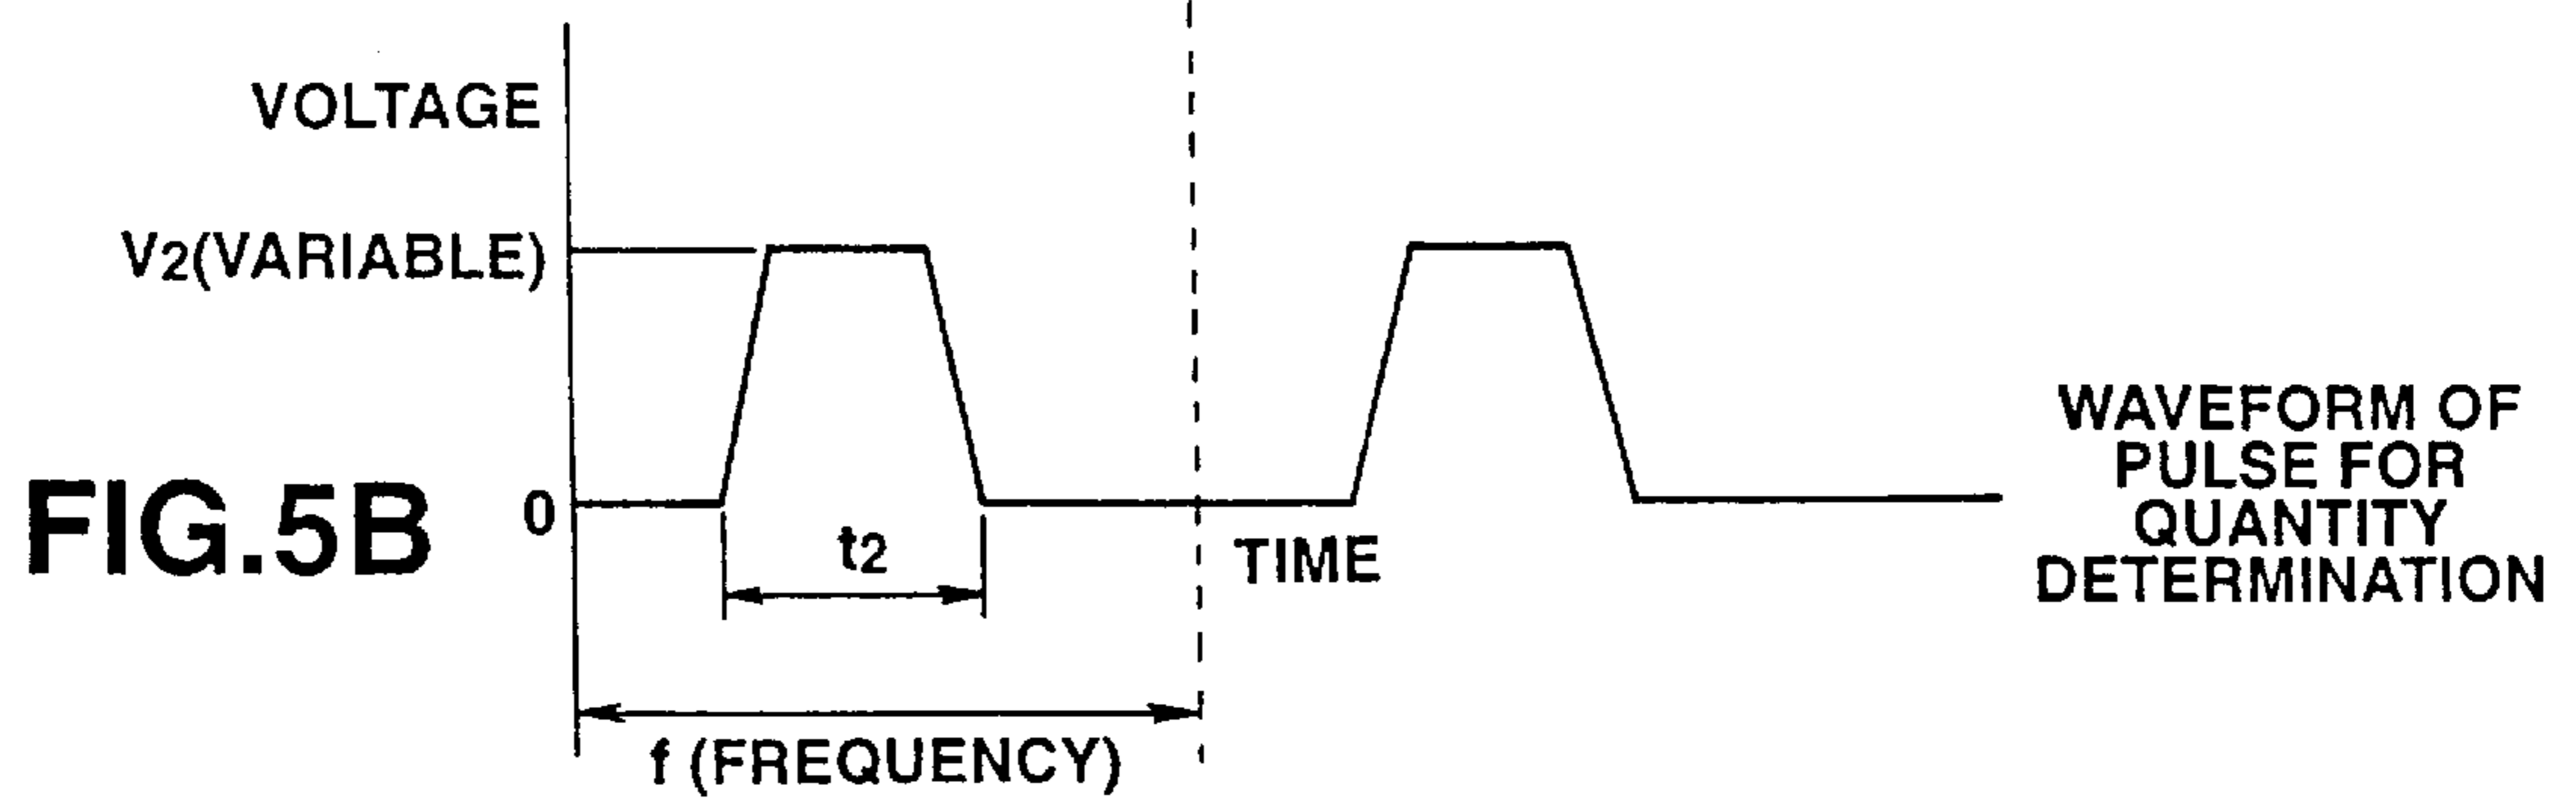 VOLTAGE
V2(VARIABLE)
0
FIG.5B
t2
TIME
f (FREQUENCY)
WAVEFORM OF
PULSE FOR
QUANTITY
DETERMINATION